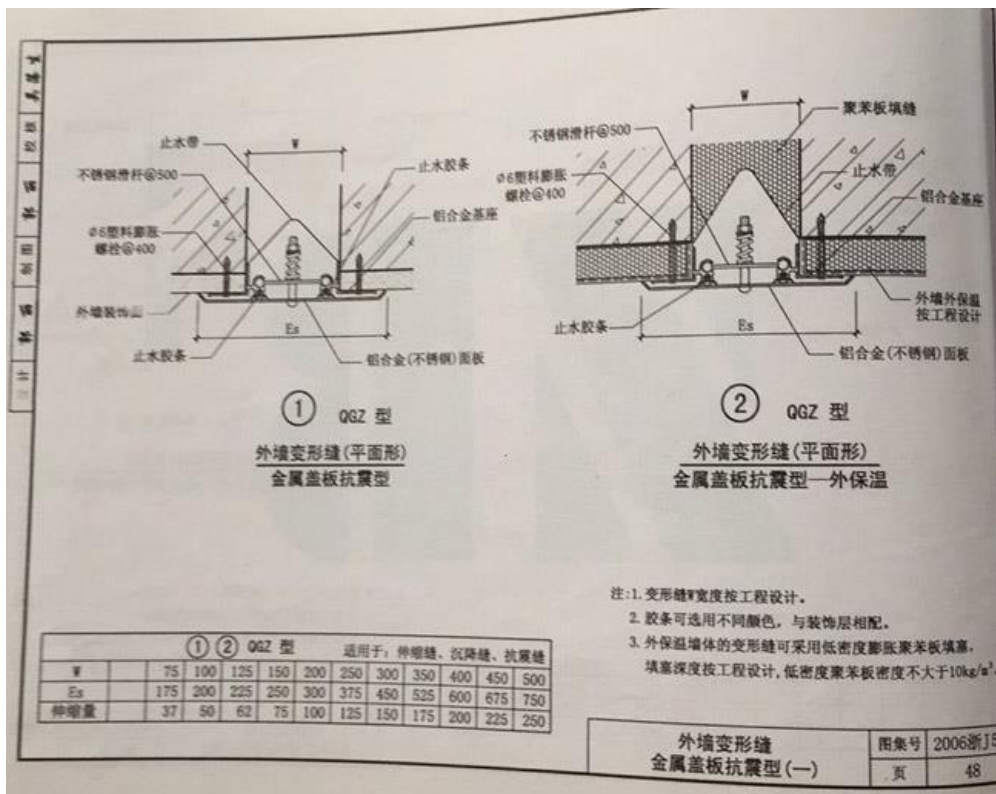 止水带
W
不锈钢滑杆@500
止水胶条
铝合金基座
Φ6塑料膨胀
螺栓@400
外墙装饰面
Es
止水胶条
铝合金(不锈钢)面板
① QGZ 型
外墙变形缝(平面形)
金属盖板抗震型
W
聚苯板填缝
不锈钢滑杆@500
Φ6塑料膨胀
螺栓@400
止水带
铝合金基座
外墙外保温
按工程设计
止水胶条
Es
铝合金(不锈钢)面板
② QGZ 型
外墙变形缝(平面形)
金属盖板抗震型—外保温
注:1.变形缝W宽度按工程设计。
2.胶条可选用不同颜色，与装饰层相配。
3.外保温墙体的变形缝可采用低密度膨胀聚苯板填塞，
填塞深度按工程设计,低密度聚苯板密度不大于10kg/m³
① ② QGZ 型 适用于：伸缩缝、沉降缝、抗震缝
W 75 100 125 150 200 250 300 350 400 450 500
Es 175 200 225 250 300 375 450 525 600 675 750
伸缩量 37 50 62 75 100 125 150 175 200 225 250
外墙变形缝
金属盖板抗震型(一)
图集号 2006浙J5
页 48
校核
制图
计